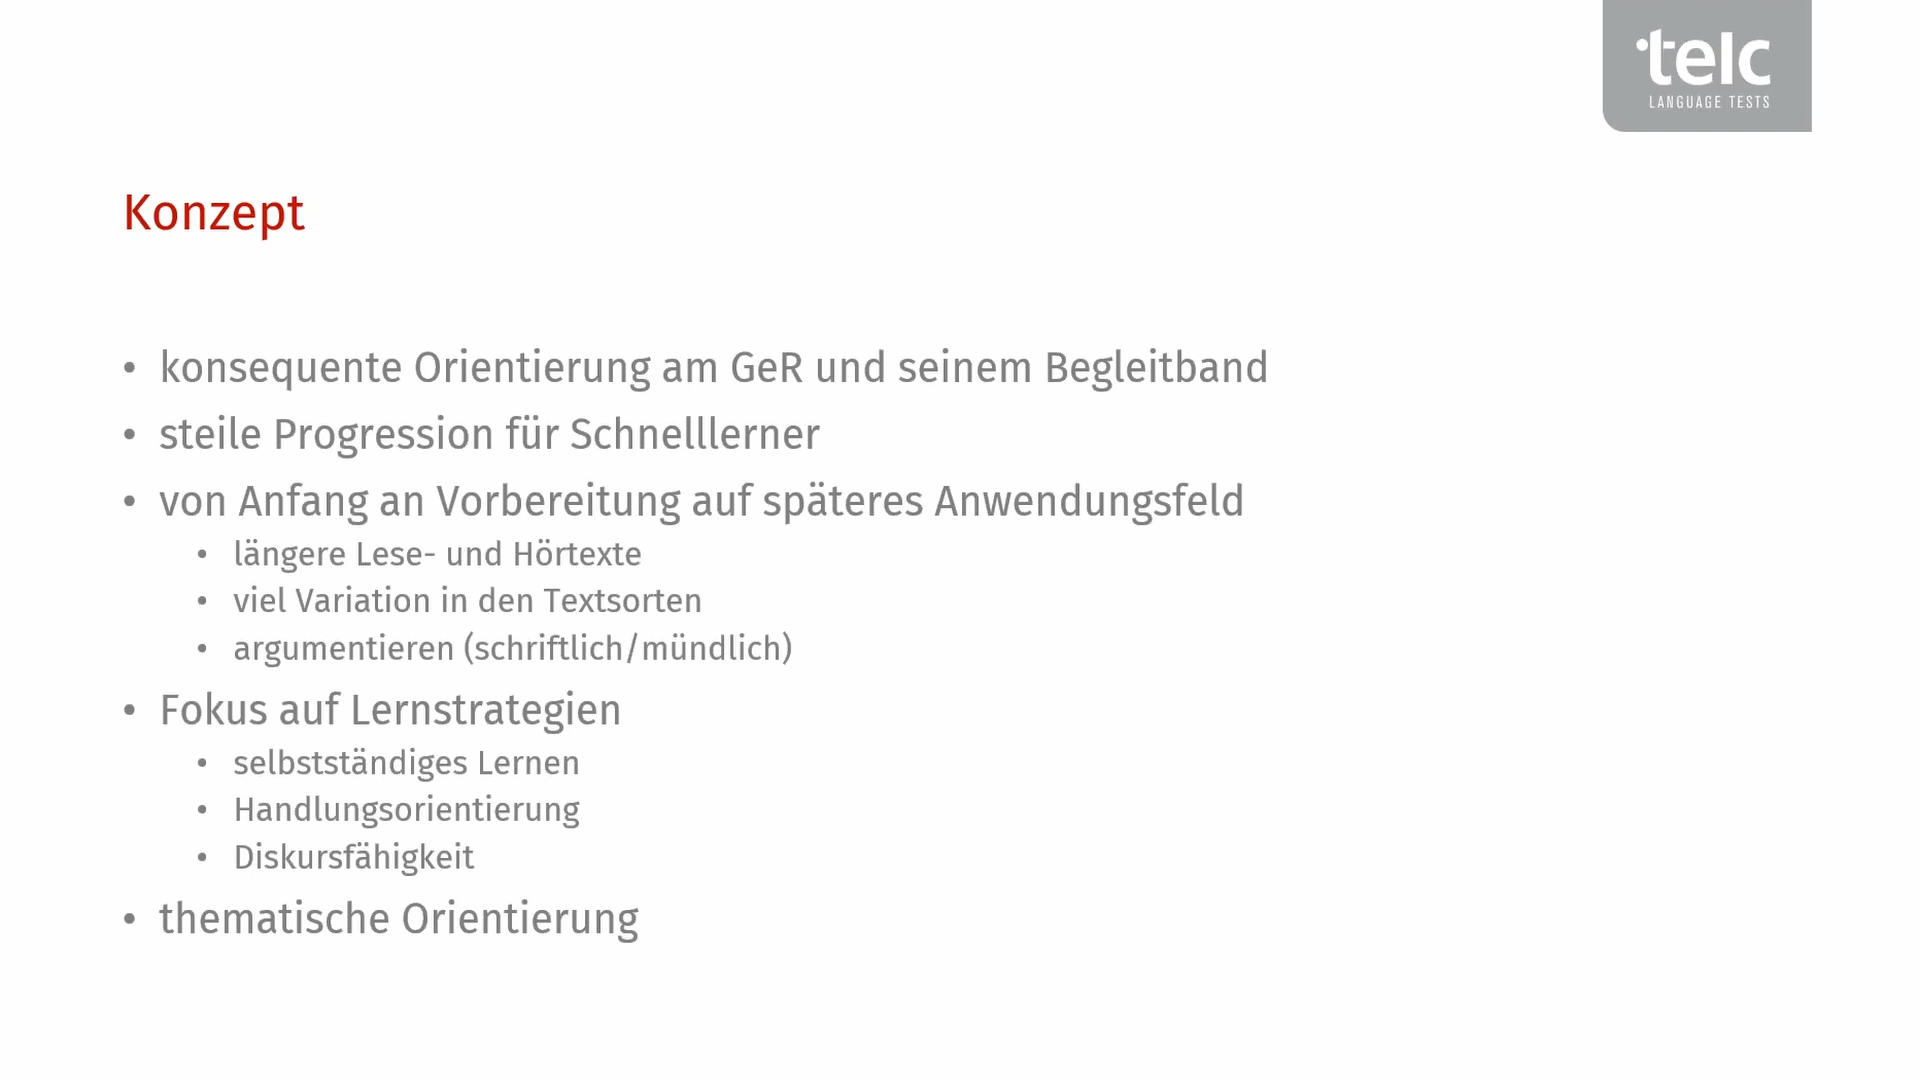 telc
LANGUAGE TESTS
Konzept
• konsequente Orientierung am GeR und seinem Begleitband
• steile Progression für Schnelllerner
• von Anfang an Vorbereitung auf späteres Anwendungsfeld
• längere Lese- und Hörtexte
• viel Variation in den Textsorten
• argumentieren (schriftlich/mündlich)
• Fokus auf Lernstrategien
• selbstständiges Lernen
• Handlungsorientierung
• Diskursfähigkeit
• thematische Orientierung